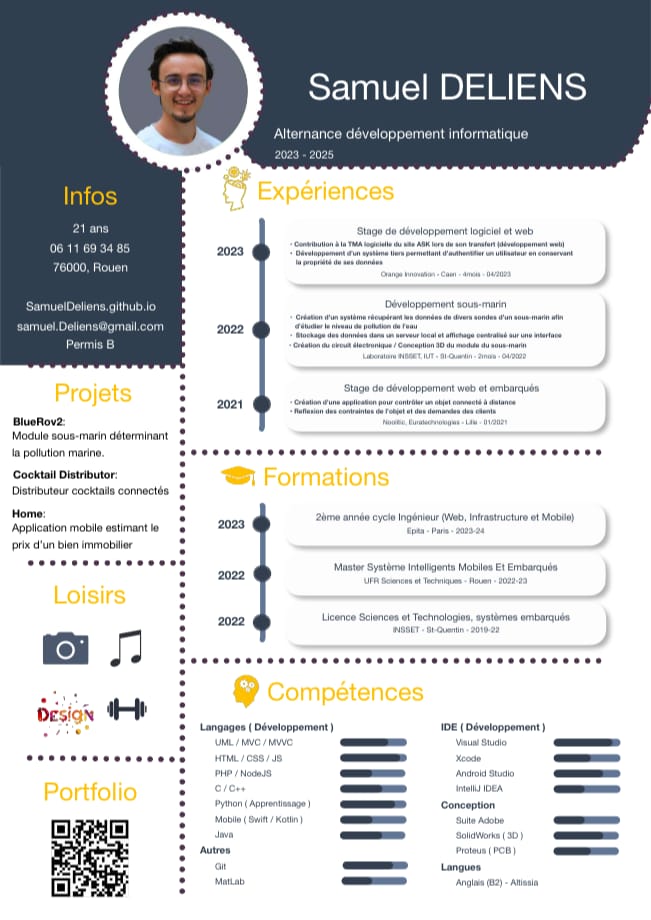 Samuel DELIENS
Alternance développement informatique
2023 - 2025
Infos
21 ans
06 11 69 34 85
76000, Rouen
SamuelDeliens.github.io
samuel.Deliens@gmail.com
Permis B
Projets
BlueRov2:
Module sous-marin déterminant
la pollution marine.
Cocktail Distributor:
Distributeur cocktails connectés
Home:
Application mobile estimant le
prix d'un bien immobilier
Loisirs
DESIGN
Portfolio
Expériences
2023
Stage de développement logiciel et web
• Contribution à la TMA logicielle du site ASK lors de son transfert (développement web)
• Développement d'un système tiers permettant d'authentifier un utilisateur en conservant
la propriété de ses données
Orange Innovation - Caen - 4mois - 04/2023
2022
Développement sous-marin
• Création d'un système récupérant les données de divers sondes d'un sous-marin afin
d'étudier le niveau de pollution de l'eau
• Stockage des données dans un serveur local et affichage centralisé sur une interface
• Création du circuit électronique / Conception 3D du module du sous-marin
Laboratoire INSSET, IUT - St-Quentin - 2mois - 04/2022
2021
Stage de développement web et embarqués
• Création d'une application pour contrôler un objet connecté à distance
• Reflexion des contraintes de l'objet et des demandes des clients
Noolitic, Euratechnologies - Lille - 01/2021
Formations
2023
2ème année cycle Ingénieur (Web, Infrastructure et Mobile)
Epita - Paris - 2023-24
2022
Master Système Intelligents Mobiles Et Embarqués
UFR Sciences et Techniques - Rouen - 2022-23
2022
Licence Sciences et Technologies, systèmes embarqués
INSSET - St-Quentin - 2019-22
Compétences
Langages ( Développement )
UML / MVC / MVVC
HTML / CSS / JS
PHP / NodeJS
C / C++
Python ( Apprentissage )
Mobile ( Swift / Kotlin )
Java
Autres
Git
MatLab
IDE ( Développement )
Visual Studio
Xcode
Android Studio
IntelliJ IDEA
Conception
Suite Adobe
SolidWorks ( 3D )
Proteus ( PCB )
Langues
Anglais (B2) - Altissia